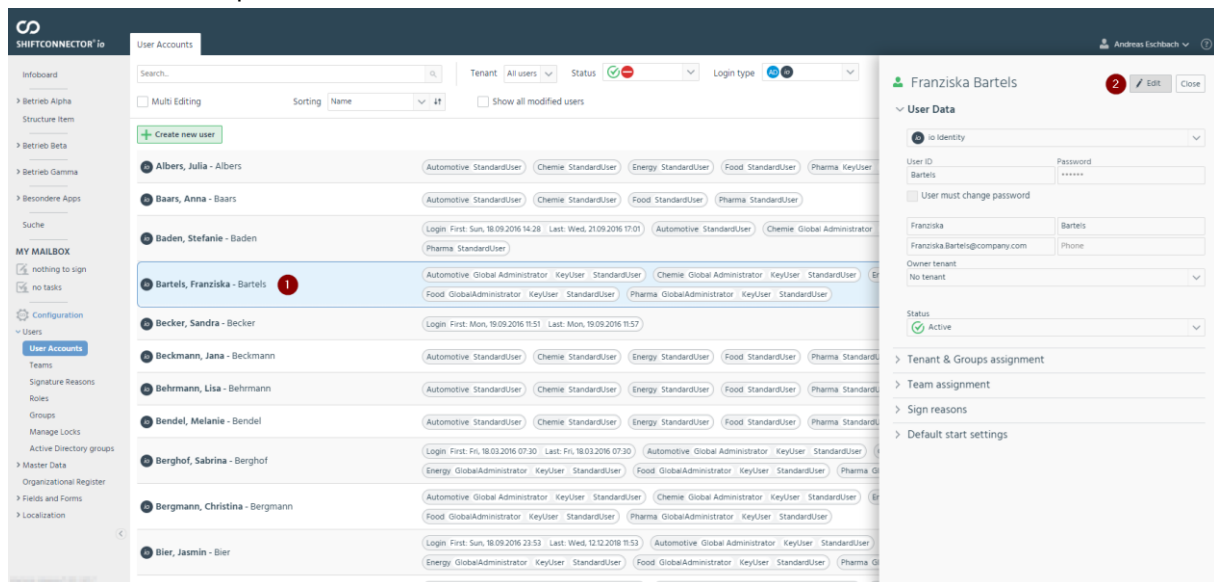 SHIFTCONNECTOR® io
User Accounts
Andreas Eschbach
?
Infoboard
Betrieb Alpha
Structure Item
Betrieb Beta
Betrieb Gamma
Besondere Apps
Suche
MY MAILBOX
nothing to sign
no tasks
Configuration
Users
User Accounts
Teams
Signature Reasons
Roles
Groups
Manage Locks
Active Directory groups
Master Data
Organizational Register
Fields and Forms
Localization
Search..
Tenant All users Status Login type AD io
Multi Editing Sorting Name Show all modified users
+ Create new user
io Albers, Julia - Albers
Automotive StandardUser Chemie StandardUser Energy StandardUser Food StandardUser Pharma KeyUser
io Baars, Anna - Baars
Automotive StandardUser Chemie StandardUser Food StandardUser Pharma StandardUser
io Baden, Stefanie - Baden
Login First: Sun, 18.09.2016 14:28 Last: Wed, 21.09.2016 17:01 Automotive StandardUser Chemie Global Administrator
Pharma StandardUser
io Bartels, Franziska - Bartels 1
Automotive Global Administrator KeyUser StandardUser Chemie Global Administrator KeyUser StandardUser
Food GlobalAdministrator KeyUser StandardUser Pharma GlobalAdministrator KeyUser StandardUser
io Becker, Sandra - Becker
Login First: Mon, 19.09.2016 11:51 Last: Mon, 19.09.2016 11:57
io Beckmann, Jana - Beckmann
Automotive StandardUser Chemie StandardUser Energy StandardUser Food StandardUser Pharma
io Behrmann, Lisa - Behrmann
Automotive StandardUser Chemie StandardUser Energy StandardUser Food StandardUser Pharma
io Bendel, Melanie - Bendel
Automotive StandardUser Chemie StandardUser Energy StandardUser Food StandardUser Pharma
io Berghof, Sabrina - Berghof
Login First: Fri, 18.03.2016 07:30 Last: Fri, 18.03.2016 07:30 Automotive Global Administrator KeyUser StandardUser
Energy GlobalAdministrator KeyUser StandardUser Food GlobalAdministrator KeyUser StandardUser Pharma
io Bergmann, Christina - Bergmann
Automotive Global Administrator KeyUser StandardUser Chemie Global Administrator KeyUser StandardUser
Food GlobalAdministrator KeyUser StandardUser Pharma GlobalAdministrator KeyUser StandardUser
io Bier, Jasmin - Bier
Login First: Sun, 18.09.2016 23:53 Last: Wed, 12.12.2018 11:53 Automotive Global Administrator KeyUser StandardUser
Energy GlobalAdministrator KeyUser StandardUser Food GlobalAdministrator KeyUser StandardUser Pharma
Franziska Bartels 2 Edit Close
User Data
io io Identity
User ID Password
Bartels ••••••
User must change password
Franziska Bartels
Franziska.Bartels@company.com Phone
Owner tenant
No tenant
Status
Active
Tenant & Groups assignment
Team assignment
Sign reasons
Default start settings